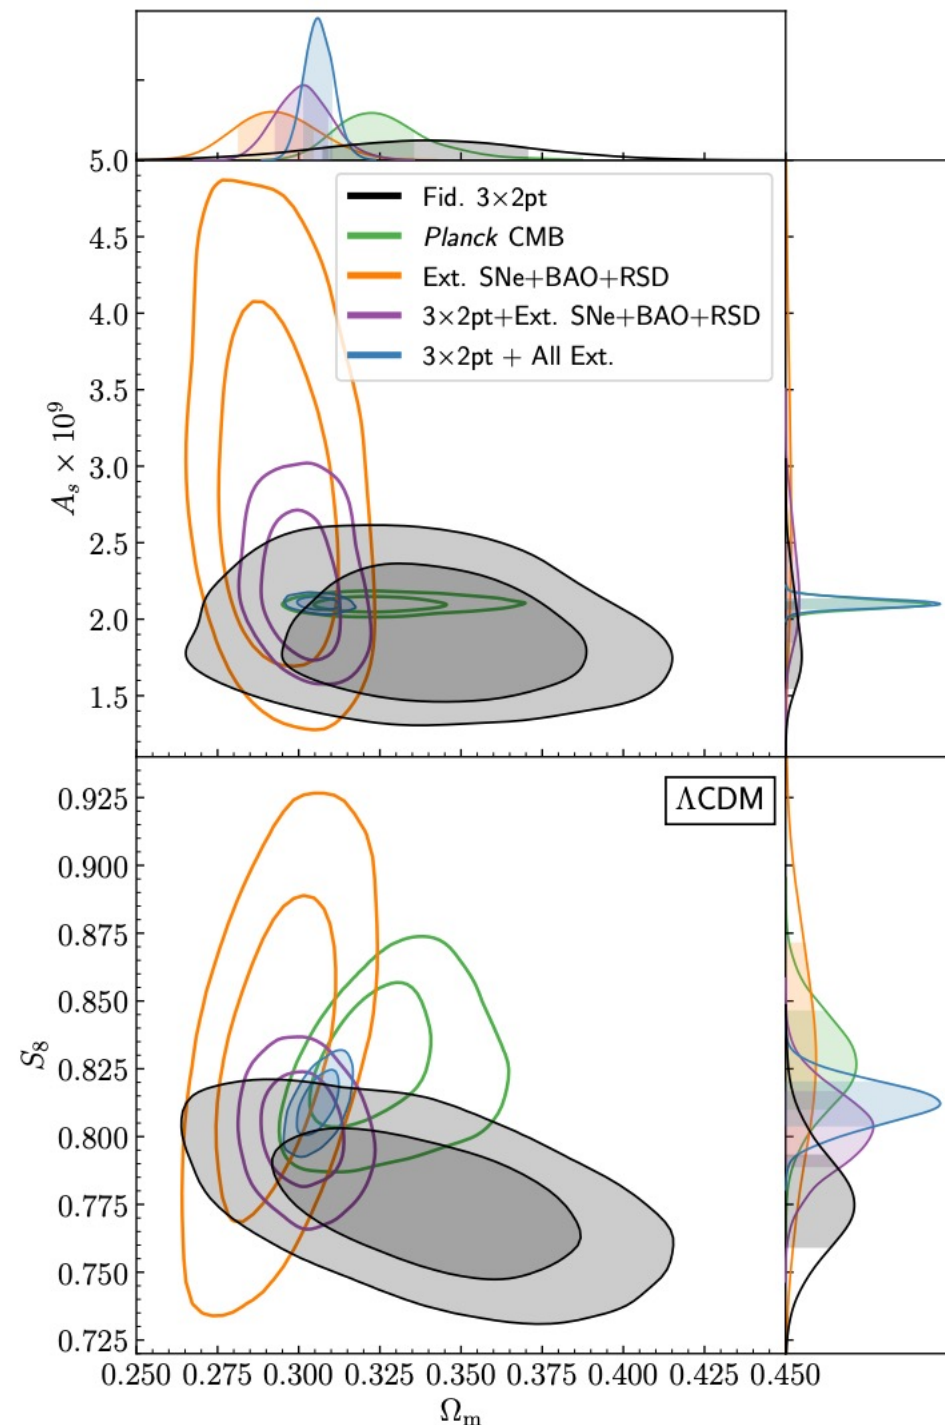 5.0
4.5
4.0
3.5
3.0
2.5
2.0
1.5
A_s × 10^9
Fid. 3×2pt
Planck CMB
Ext. SNe+BAO+RSD
3×2pt+Ext. SNe+BAO+RSD
3×2pt + All Ext.
ΛCDM
0.925
0.900
0.875
0.850
0.825
0.800
0.775
0.750
0.725
S_8
0.250 0.275 0.300 0.325 0.350 0.375 0.400 0.425 0.450
Ω_m